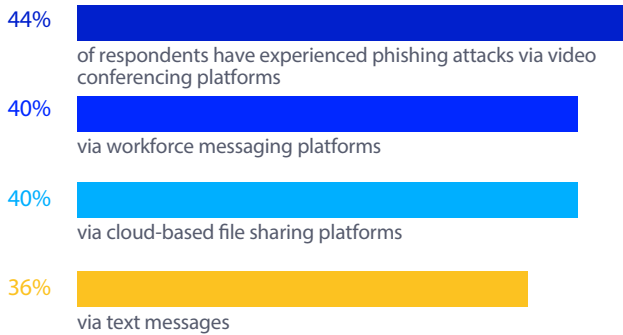 44%
of respondents have experienced phishing attacks via video
conferencing platforms
40%
via workforce messaging platforms
40%
via cloud-based file sharing platforms
36%
via text messages